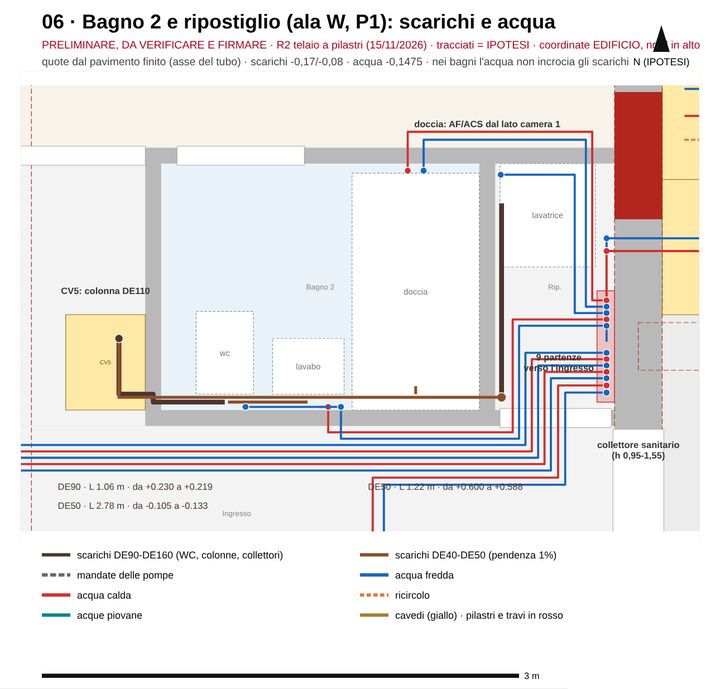 06 · Bagno 2 e ripostiglio (ala W, P1): scarichi e acqua
PRELIMINARE, DA VERIFICARE E FIRMARE · R2 telaio a pilastri (15/11/2026) · tracciati = IPOTESI · coordinate EDIFICIO, nord in alto
quote dal pavimento finito (asse del tubo) · scarichi -0,17/-0,08 · acqua -0,1475 · nei bagni l'acqua non incrocia gli scarichi
N (IPOTESI)
doccia: AF/ACS dal lato camera 1
lavatrice
CV5: colonna DE110
Bagno 2
doccia
Rip.
wc
lavabo
CV5
9 partenze
verso l'ingresso
collettore sanitario
(h 0,95-1,55)
DE90 · L 1.06 m · da +0.230 a +0.219
DE50 · L 1.22 m · da +0.600 a +0.588
DE50 · L 2.78 m · da -0.105 a -0.133
Ingresso
scarichi DE90-DE160 (WC, colonne, collettori)
scarichi DE40-DE50 (pendenza 1%)
mandate delle pompe
acqua fredda
acqua calda
ricircolo
acque piovane
cavedi (giallo) · pilastri e travi in rosso
3 m